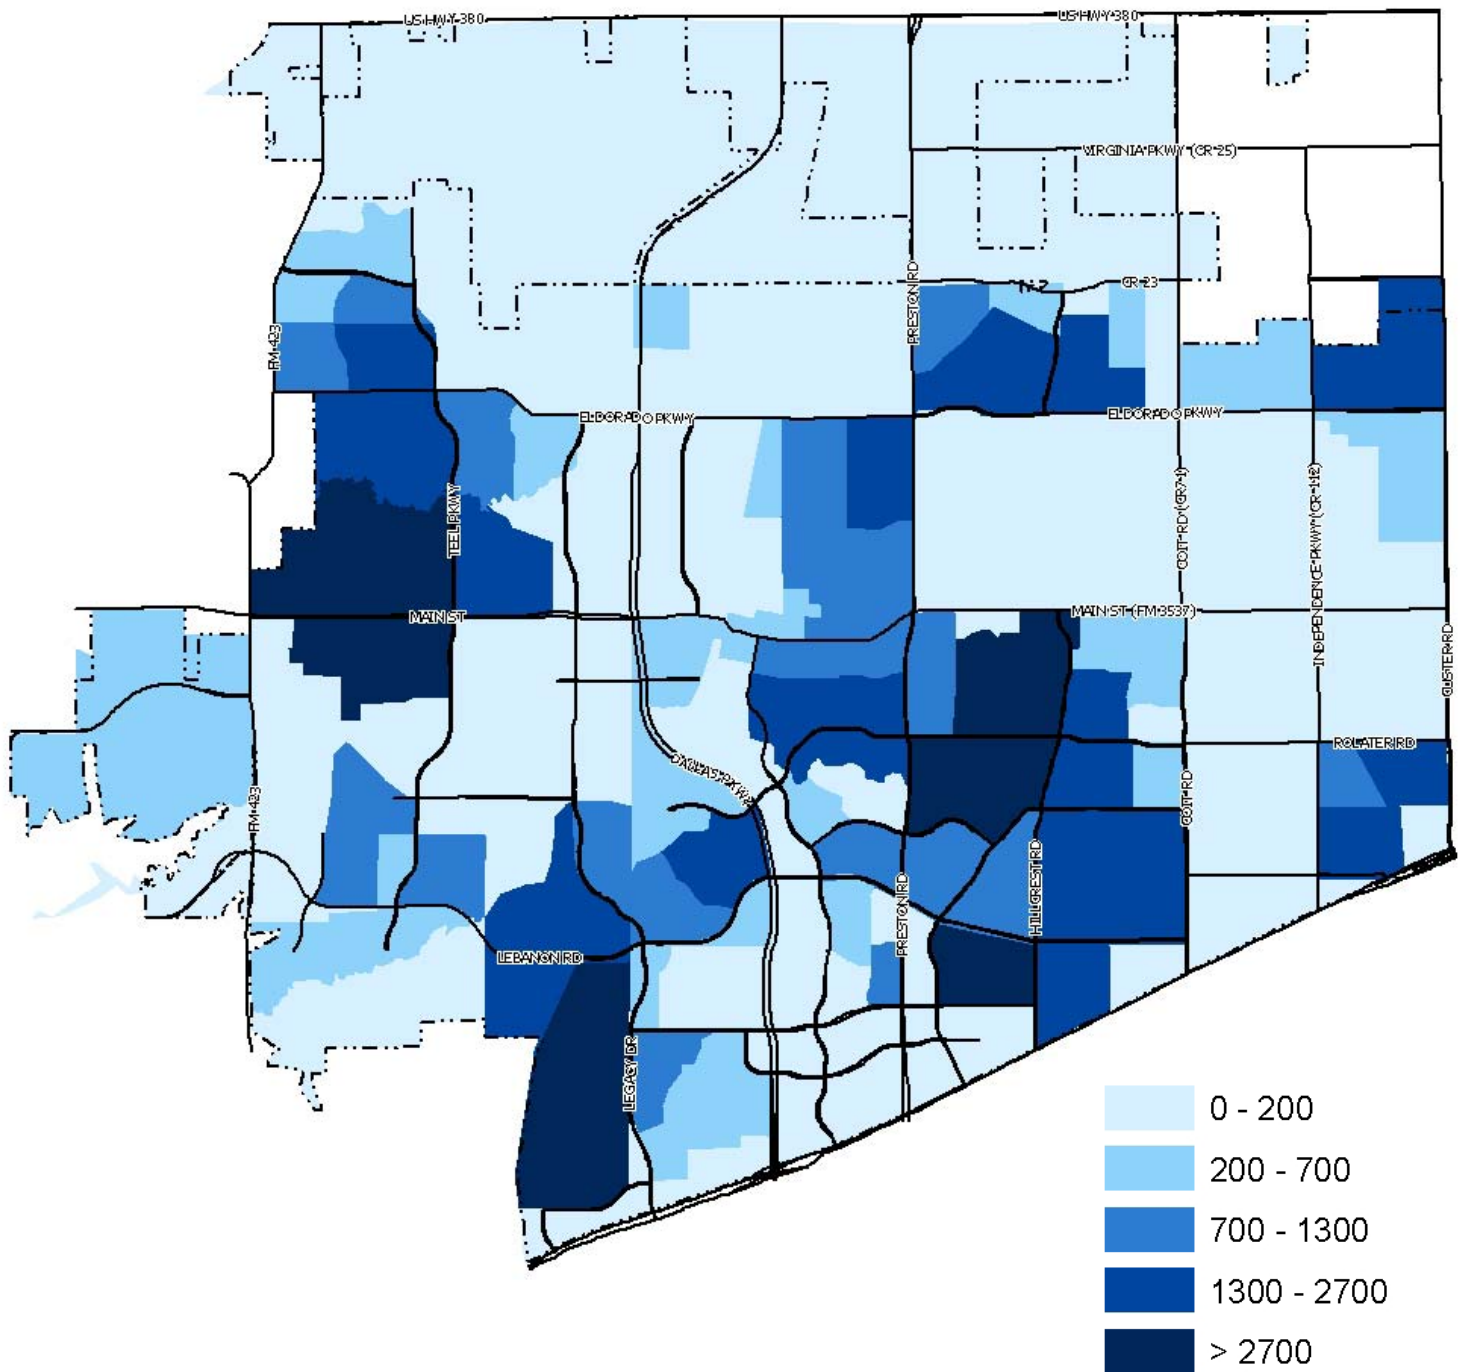 US HWY 380
US HWY 380
VIRGINIA PKWY (CR 25)
PRESTON RD
CR 23
FM 423
ELDORADO PKWY
ELDORADO PKWY
TEEL PKWY
COIT RD (CR 71)
INDEPENDENCE PKWY (CR 112)
MAIN ST
MAIN ST (FM 3537)
CUSTER RD
ROLATER RD
DALLAS PKWY
FM 423
COIT RD
HILLCREST RD
PRESTON RD
LEBANON RD
LEGACY DR
0 - 200
200 - 700
700 - 1300
1300 - 2700
> 2700